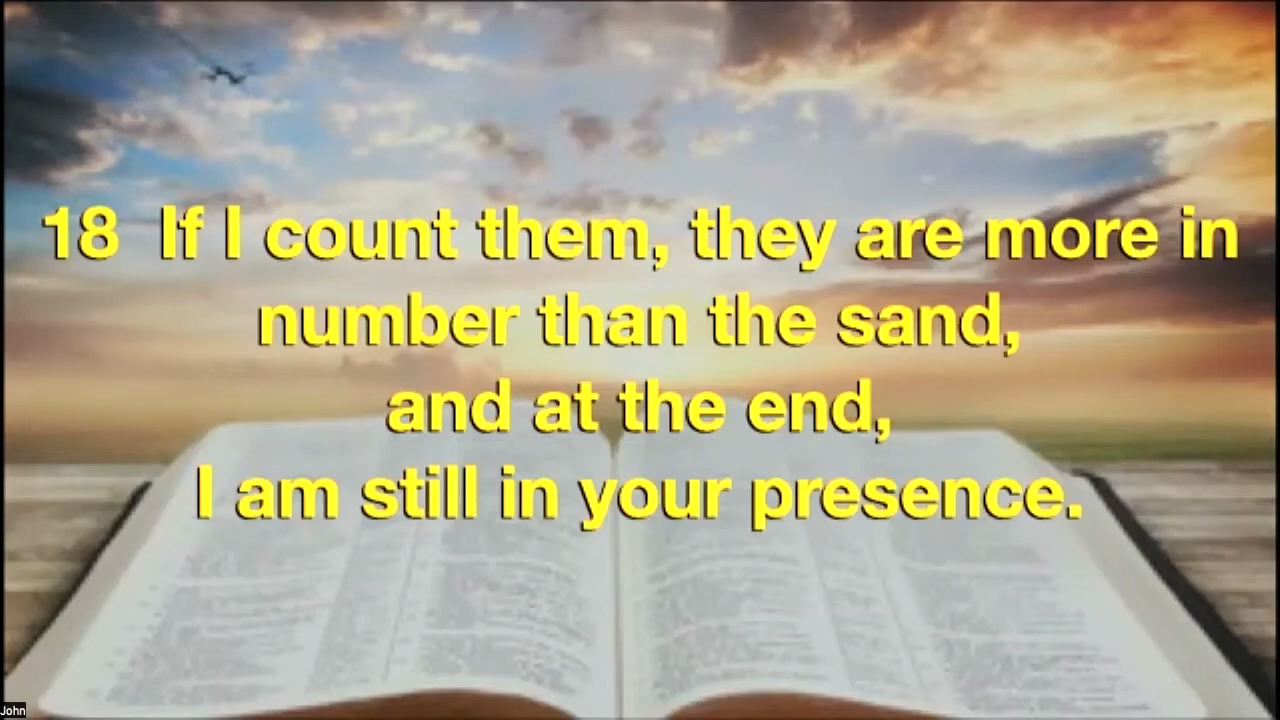 18  If I count them, they are more in
number than the sand,
and at the end,
I am still in your presence.
John